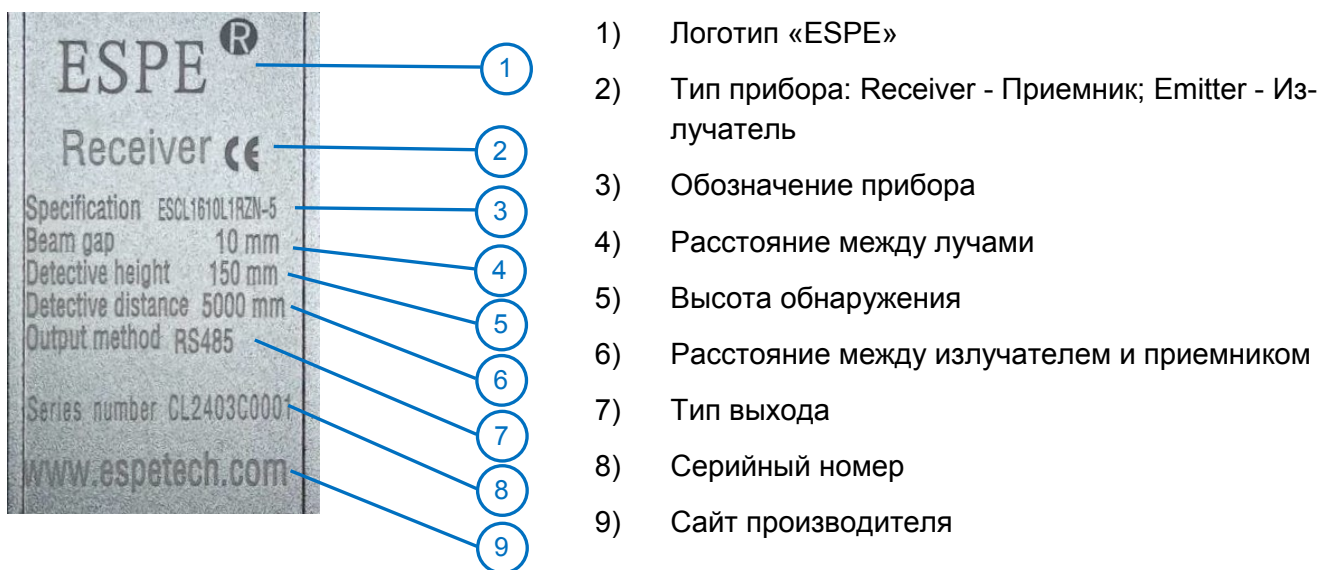 ESPE®
Receiver CE
Specification ESCL1610L1RZN-5
Beam gap 10 mm
Detective height 150 mm
Detective distance 5000 mm
Output method RS485
Series number CL2403C0001
www.espetech.com
1
2
3
4
5
6
7
8
9
1) Логотип «ESPE»
2) Тип прибора: Receiver - Приемник; Emitter - Из-
лучатель
3) Обозначение прибора
4) Расстояние между лучами
5) Высота обнаружения
6) Расстояние между излучателем и приемником
7) Тип выхода
8) Серийный номер
9) Сайт производителя